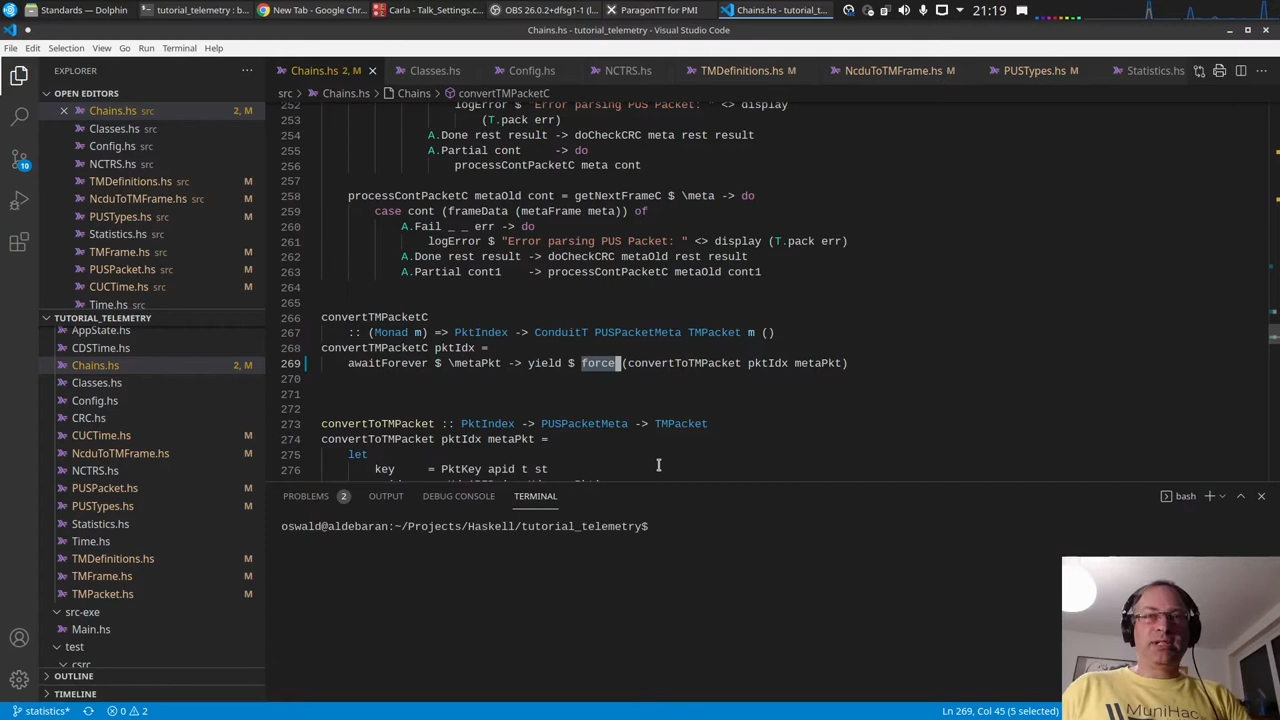 Standards — Dolphin
tutorial_telemetry : b...
New Tab - Google Chr...
Carla - Talk_Settings.c...
OBS 26.0.2+dfsg1-1 (l...
ParagonTT for PMI
Chains.hs - tutorial_te...
21:19
Chains.hs - tutorial_telemetry - Visual Studio Code
File Edit Selection View Go Run Terminal Help
EXPLORER
Chains.hs 2, M
Classes.hs
Config.hs
NCTRS.hs
TMDefinitions.hs M
NcduToTMFrame.hs M
PUSTypes.hs M
Statistics.hs
src > Chains.hs > Chains > convertTMPacketC
OPEN EDITORS
Chains.hs src 2, M
Classes.hs src
Config.hs src
NCTRS.hs src
TMDefinitions.hs src M
NcduToTMFrame.hs src M
PUSTypes.hs src M
Statistics.hs src
TMFrame.hs src M
PUSPacket.hs src M
CUCTime.hs src M
Time.hs src
TUTORIAL_TELEMETRY
AppState.hs
CDSTime.hs
Chains.hs 2, M
Classes.hs
Config.hs
CRC.hs
CUCTime.hs M
NcduToTMFrame.hs M
NCTRS.hs
PUSPacket.hs M
PUSTypes.hs M
Statistics.hs
Time.hs
TMDefinitions.hs M
TMFrame.hs M
TMPacket.hs M
src-exe
Main.hs
test
csrc
OUTLINE
TIMELINE
252 logError $ "Error parsing PUS Packet: " <> display
253 (T.pack err)
254 A.Done rest result -> doCheckCRC meta rest result
255 A.Partial cont -> do
256 processContPacketC meta cont
257
258 processContPacketC metaOld cont = getNextFrameC $ \meta -> do
259 case cont (frameData (metaFrame meta)) of
260 A.Fail _ _ err -> do
261 logError $ "Error parsing PUS Packet: " <> display (T.pack err)
262 A.Done rest result -> doCheckCRC metaOld rest result
263 A.Partial cont1 -> processContPacketC metaOld cont1
264
265
266 convertTMPacketC
267 :: (Monad m) => PktIndex -> ConduitT PUSPacketMeta TMPacket m ()
268 convertTMPacketC pktIdx =
269 awaitForever $ \metaPkt -> yield $ force (convertToTMPacket pktIdx metaPkt)
270
271
272
273 convertToTMPacket :: PktIndex -> PUSPacketMeta -> TMPacket
274 convertToTMPacket pktIdx metaPkt =
275 let
276 key = PktKey apid t st
PROBLEMS 2 OUTPUT DEBUG CONSOLE TERMINAL
bash
oswald@aldebaran:~/Projects/Haskell/tutorial_telemetry$
MuniHac
10
statistics* 0 2
Ln 269, Col 45 (5 selected)